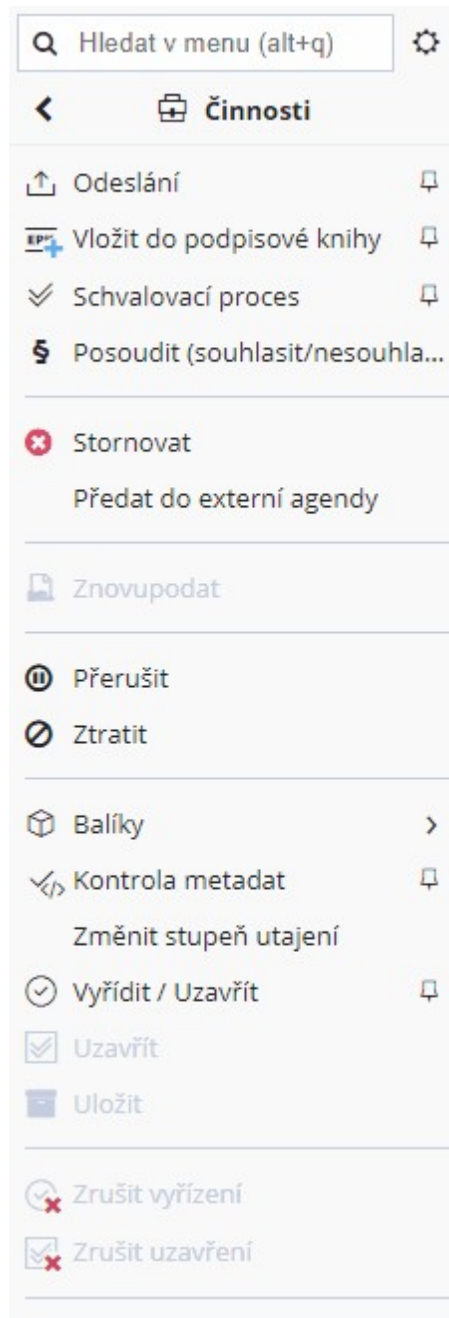 Hledat v menu (alt+q)
Činnosti
Odeslání
Vložit do podpisové knihy
Schvalovací proces
§ Posoudit (souhlasit/nesouhla...
Stornovat
Předat do externí agendy
Znovupodat
Přerušit
Ztratit
Balíky
Kontrola metadat
Změnit stupeň utajení
Vyřídit / Uzavřít
Uzavřít
Uložit
Zrušit vyřízení
Zrušit uzavření